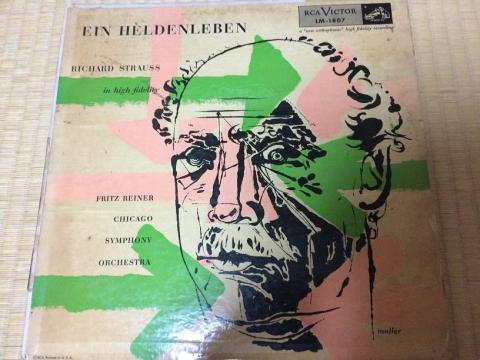 EIN HELDENLEBEN
RCA VICTOR
LM-1807
a "new orthophonic" high fidelity recording
RICHARD STRAUSS
in high fidelity
FRITZ REINER
CHICAGO
SYMPHONY
ORCHESTRA
muller